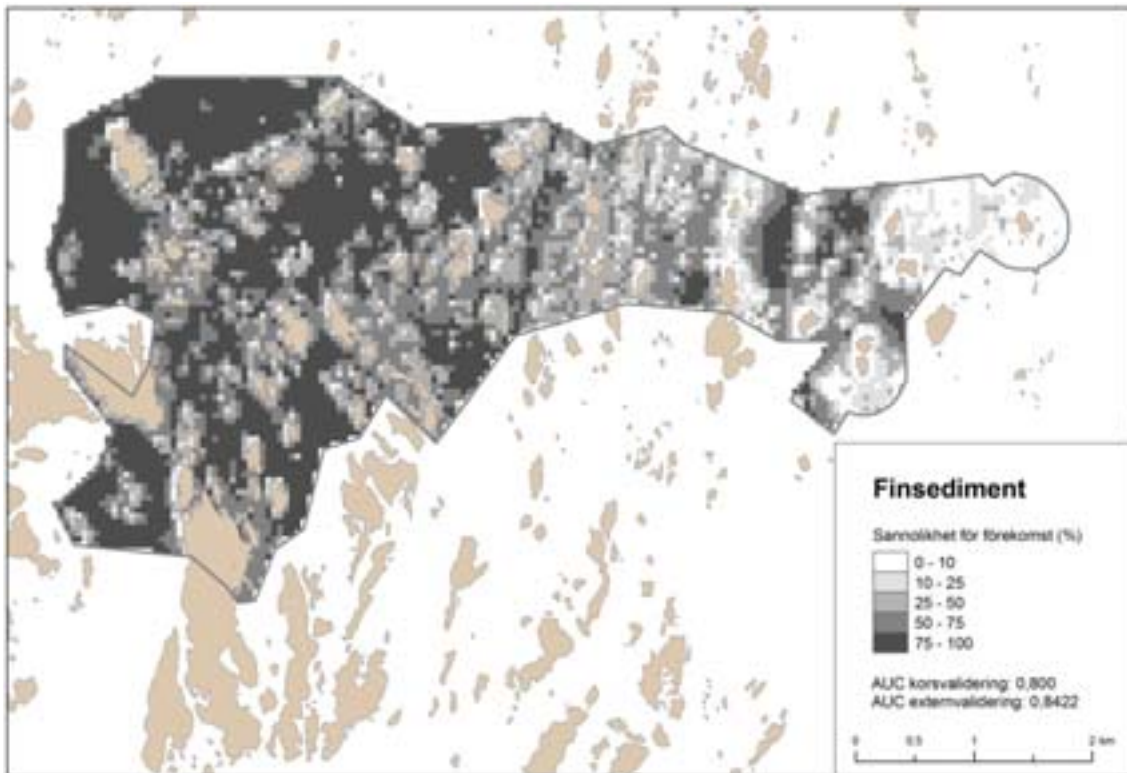 Finsediment
Sannolikhet för förekomst (%)
0 - 10
10 - 25
25 - 50
50 - 75
75 - 100
AUC korsvalidering: 0,800
AUC externvalidering: 0,8422
0 0,5 1 2 km